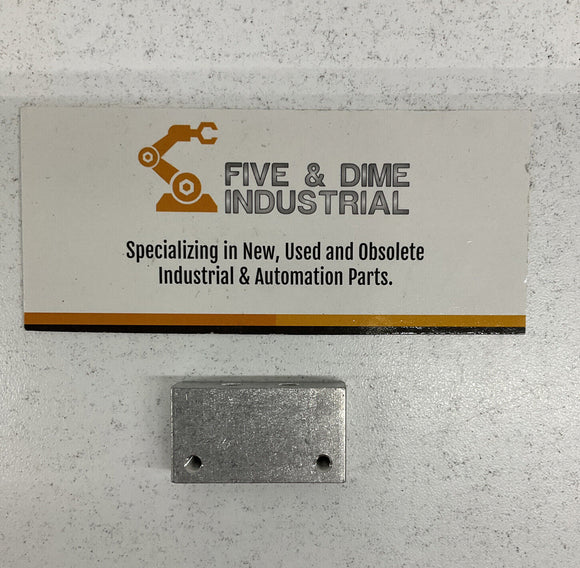 FIVE & DIME
INDUSTRIAL
Specializing in New, Used and Obsolete
Industrial & Automation Parts.